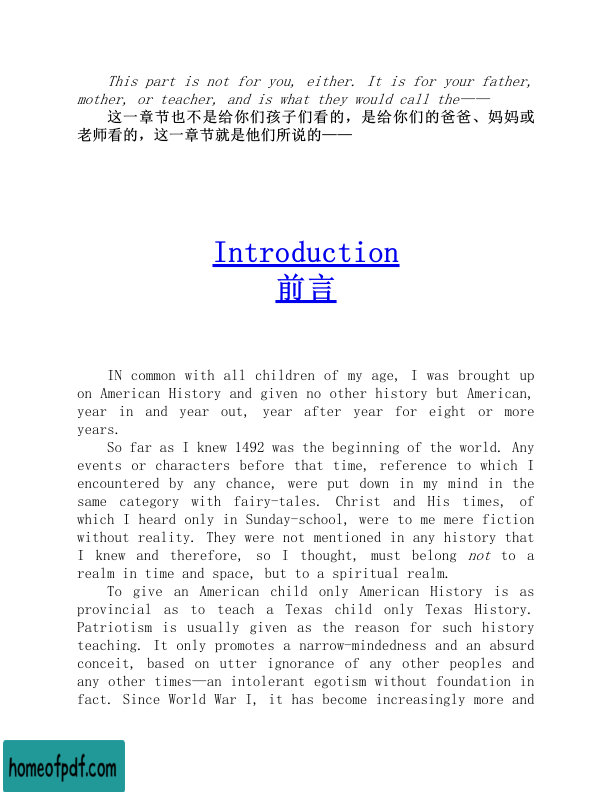 This part is not for you, either. It is for your father,
mother, or teacher, and is what they would call the——
这一章节也不是给你们孩子们看的，是给你们的爸爸、妈妈或
老师看的，这一章节就是他们所说的——
Introduction
前言
IN common with all children of my age, I was brought up
on American History and given no other history but American,
year in and year out, year after year for eight or more
years.
So far as I knew 1492 was the beginning of the world. Any
events or characters before that time, reference to which I
encountered by any chance, were put down in my mind in the
same category with fairy-tales. Christ and His times, of
which I heard only in Sunday-school, were to me mere fiction
without reality. They were not mentioned in any history that
I knew and therefore, so I thought, must belong not to a
realm in time and space, but to a spiritual realm.
To give an American child only American History is as
provincial as to teach a Texas child only Texas History.
Patriotism is usually given as the reason for such history
teaching. It only promotes a narrow-mindedness and an absurd
conceit, based on utter ignorance of any other peoples and
any other times—an intolerant egotism without foundation in
fact. Since World War I, it has become increasingly more and
homeofpdf.com